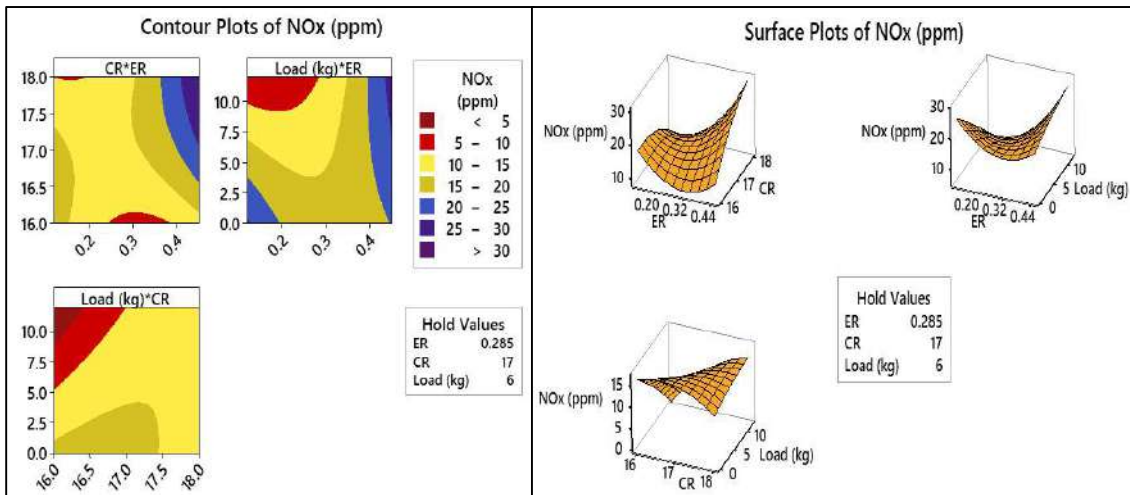 Contour Plots of NOx (ppm)
CR*ER
Load (kg)*ER
18.0
17.5
17.0
16.5
16.0
0.2
0.3
0.4
10.0
7.5
5.0
2.5
0.0
0.2
0.3
0.4
NOx
(ppm)
< 5
5 – 10
10 – 15
15 – 20
20 – 25
25 – 30
> 30
Load (kg)*CR
10.0
7.5
5.0
2.5
0.0
16.0
16.5
17.0
17.5
18.0
Hold Values
ER 0.285
CR 17
Load (kg) 6
Surface Plots of NOx (ppm)
NOx (ppm)
30
20
10
0.20 0.32 0.44
ER
16
17
18
CR
NOx (ppm)
30
20
10
0.20 0.32 0.44
ER
0
5
10
Load (kg)
NOx (ppm)
15
10
5
0
16
17
18
CR
0
5
10
Load (kg)
Hold Values
ER 0.285
CR 17
Load (kg) 6